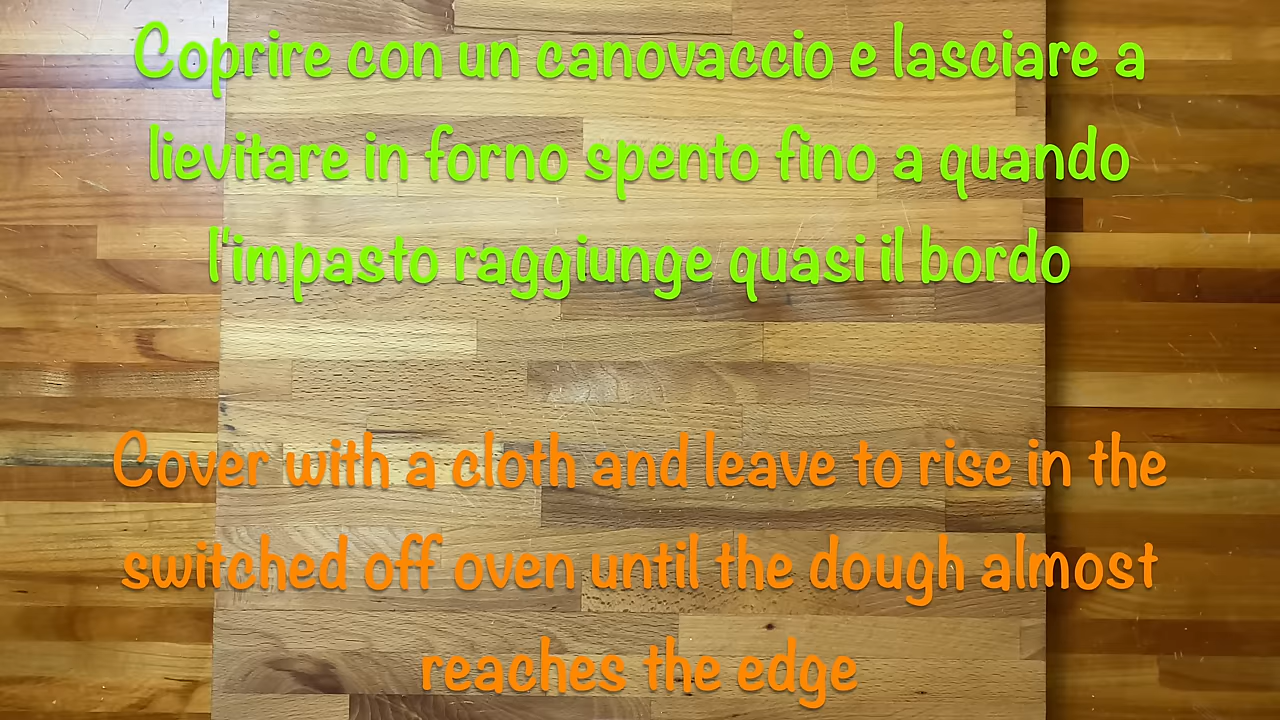 Coprire con un canovaccio e lasciare a
lievitare in forno spento fino a quando
l'impasto raggiunge quasi il bordo
Cover with a cloth and leave to rise in the
switched off oven until the dough almost
reaches the edge